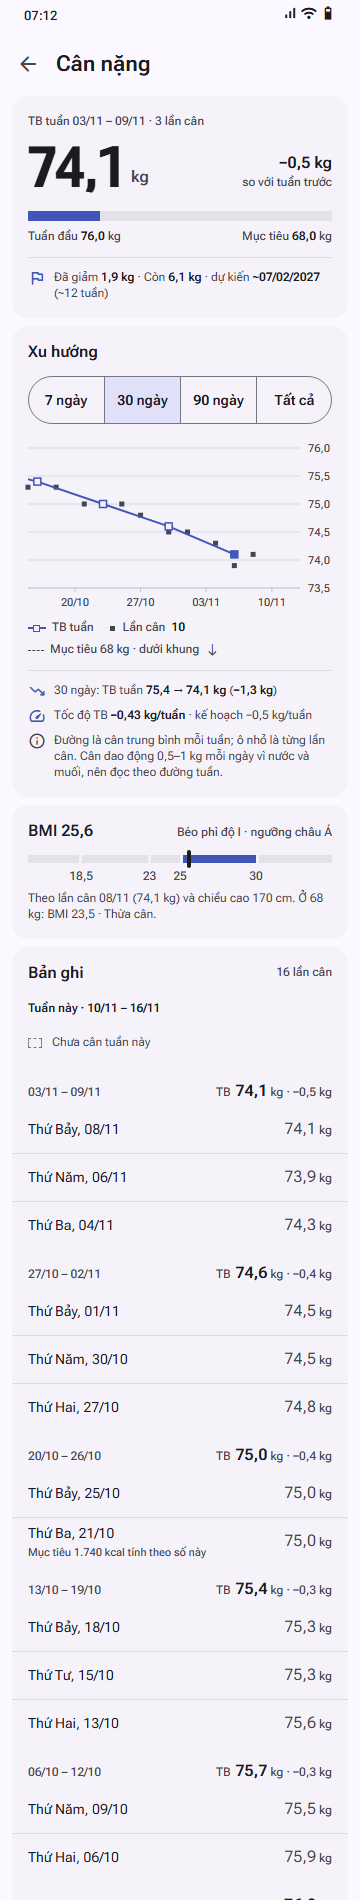 07:12
Cân nặng
TB tuần 03/11 – 09/11 · 3 lần cân
74,1 kg
−0,5 kg
so với tuần trước
Tuần đầu 76,0 kg
Mục tiêu 68,0 kg
Đã giảm 1,9 kg · Còn 6,1 kg · dự kiến ~07/02/2027
(~12 tuần)
Xu hướng
7 ngày
30 ngày
90 ngày
Tất cả
76,0
75,5
75,0
74,5
74,0
73,5
20/10
27/10
03/11
10/11
TB tuần
Lần cân 10
Mục tiêu 68 kg · dưới khung ↓
30 ngày: TB tuần 75,4 → 74,1 kg (−1,3 kg)
Tốc độ TB −0,43 kg/tuần · kế hoạch −0,5 kg/tuần
Đường là cân trung bình mỗi tuần; ô nhỏ là từng lần
cân. Cân dao động 0,5–1 kg mỗi ngày vì nước và
muối, nên đọc theo đường tuần.
BMI 25,6
Béo phì độ I · ngưỡng châu Á
18,5
23
25
30
Theo lần cân 08/11 (74,1 kg) và chiều cao 170 cm. Ở 68
kg: BMI 23,5 · Thừa cân.
Bản ghi
16 lần cân
Tuần này · 10/11 – 16/11
Chưa cân tuần này
03/11 – 09/11
TB 74,1 kg · −0,5 kg
Thứ Bảy, 08/11
74,1 kg
Thứ Năm, 06/11
73,9 kg
Thứ Ba, 04/11
74,3 kg
27/10 – 02/11
TB 74,6 kg · −0,4 kg
Thứ Bảy, 01/11
74,5 kg
Thứ Năm, 30/10
74,5 kg
Thứ Hai, 27/10
74,8 kg
20/10 – 26/10
TB 75,0 kg · −0,4 kg
Thứ Bảy, 25/10
75,0 kg
Thứ Ba, 21/10
75,0 kg
Mục tiêu 1.740 kcal tính theo số này
13/10 – 19/10
TB 75,4 kg · −0,3 kg
Thứ Bảy, 18/10
75,3 kg
Thứ Tư, 15/10
75,3 kg
Thứ Hai, 13/10
75,6 kg
06/10 – 12/10
TB 75,7 kg · −0,3 kg
Thứ Năm, 09/10
75,5 kg
Thứ Hai, 06/10
75,9 kg